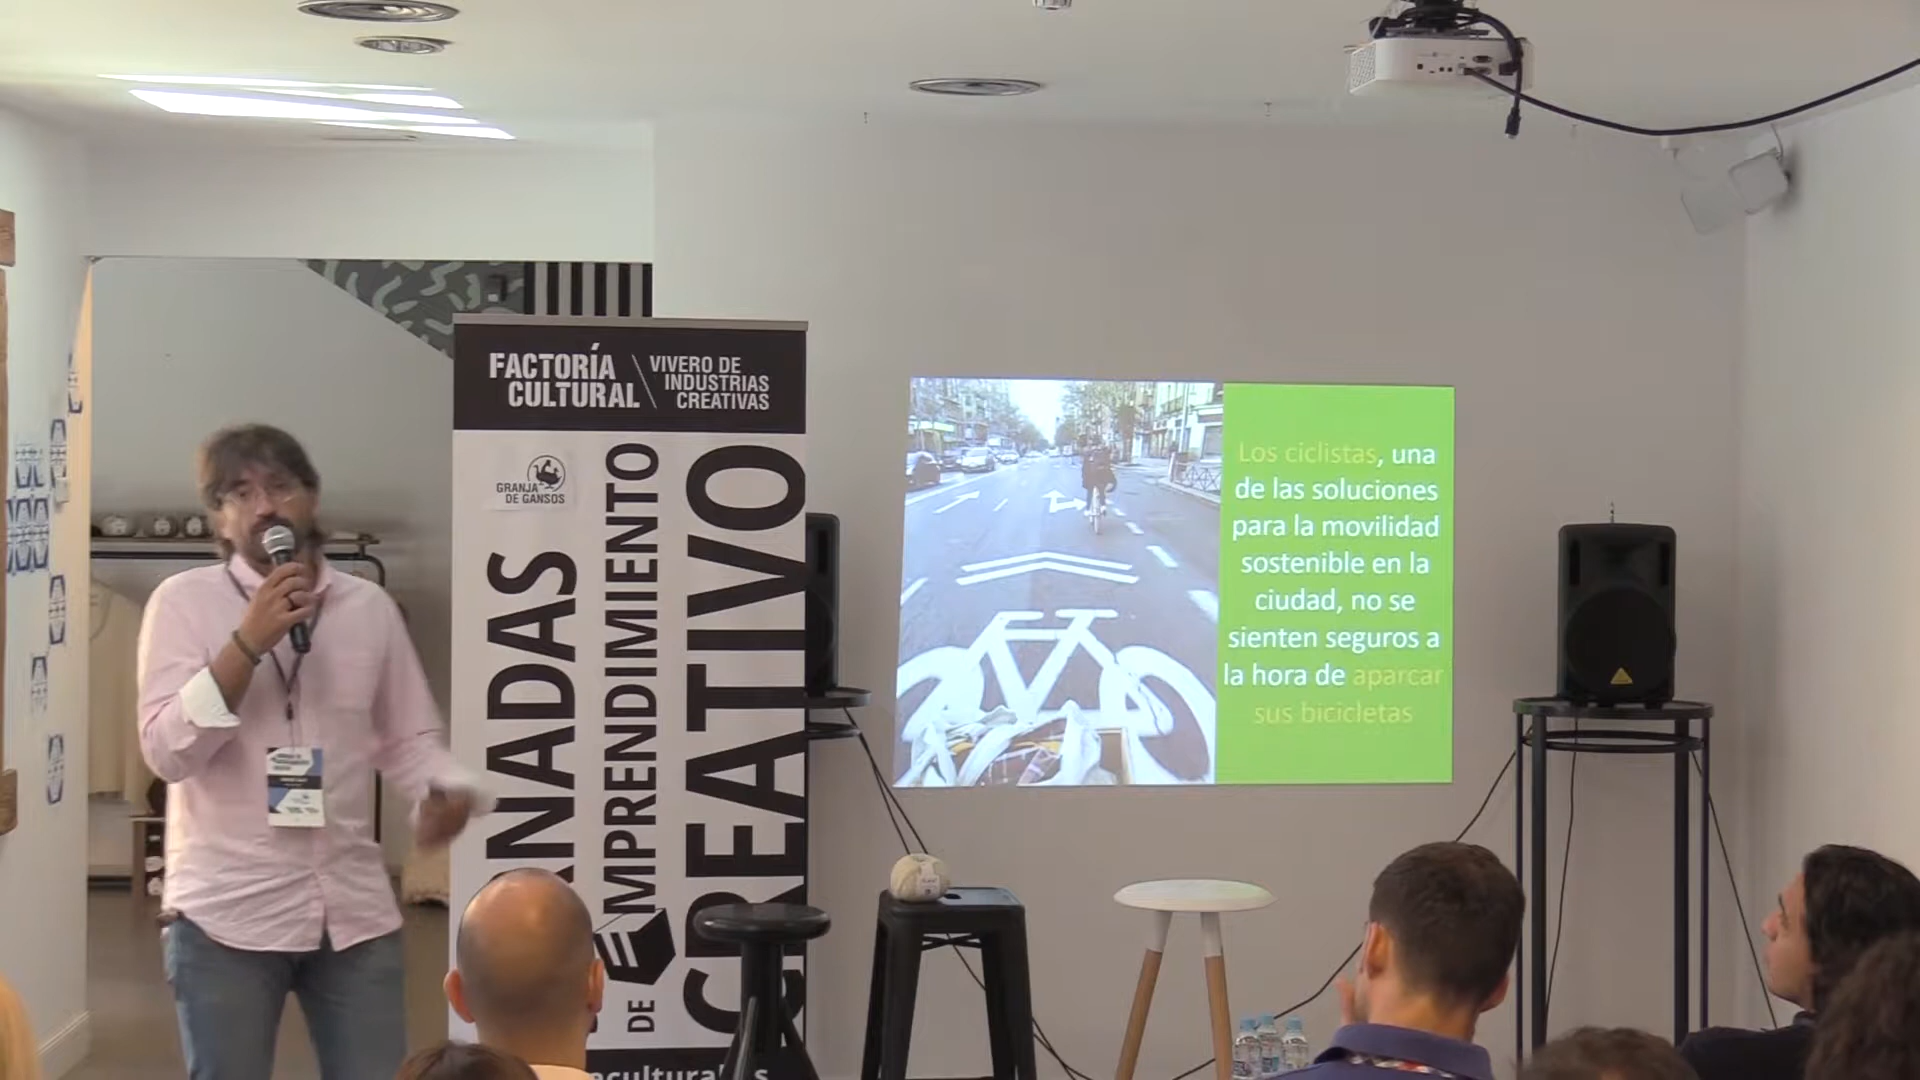 FACTORÍA
CULTURAL
VIVERO DE
INDUSTRIAS
CREATIVAS
GRANJA
DE GANSOS
NADAS
DE EMPRENDIMIENTO
CREATIVO
Los ciclistas, una
de las soluciones
para la movilidad
sostenible en la
ciudad, no se
sienten seguros a
la hora de aparcar
sus bicicletas